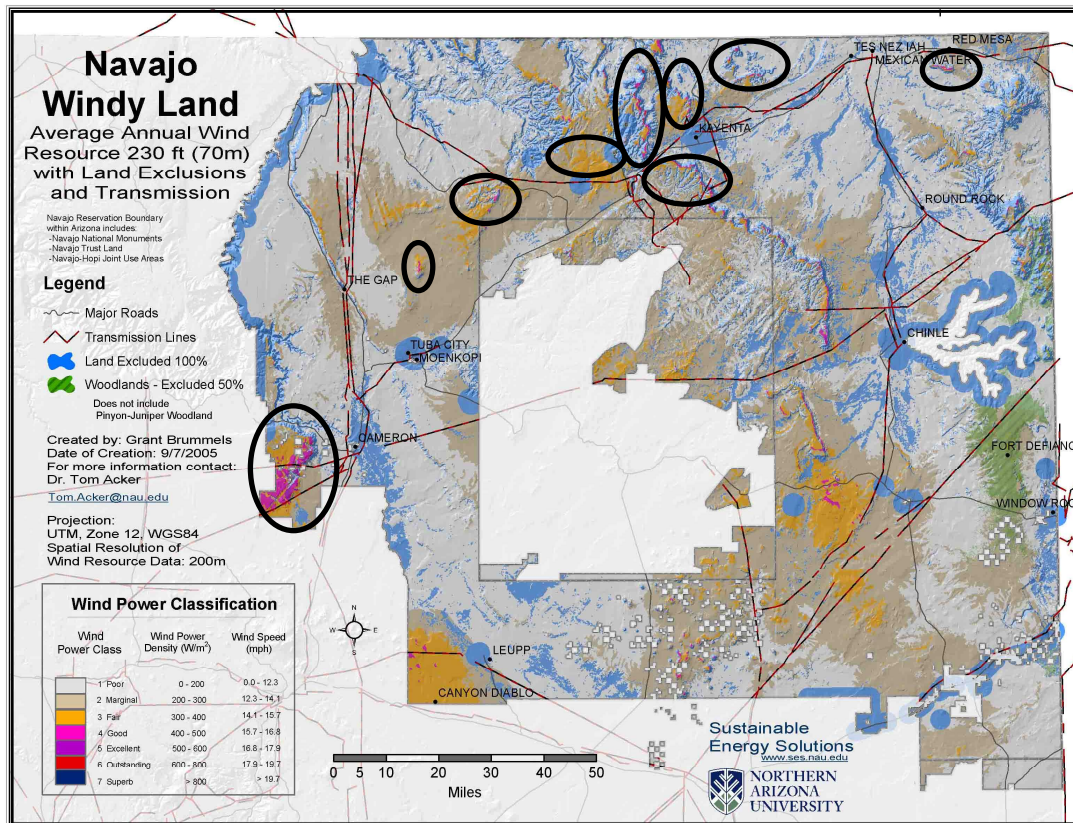 Navajo
Windy Land
Average Annual Wind
Resource 230 ft (70m)
with Land Exclusions
and Transmission
Navajo Reservation Boundary
within Arizona includes:
-Navajo National Monuments
-Navajo Trust Land
-Navajo-Hopi Joint Use Areas
Legend
Major Roads
Transmission Lines
Land Excluded 100%
Woodlands - Excluded 50%
Does not include
Pinyon-Juniper Woodland
Created by: Grant Brummels
Date of Creation: 9/7/2005
For more information contact:
Dr. Tom Acker
Tom.Acker@nau.edu
Projection:
UTM, Zone 12, WGS84
Spatial Resolution of
Wind Resource Data: 200m
Wind Power Classification
Wind Power Class Wind Power Density (W/m²) Wind Speed (mph)
1 Poor 0 - 200 0.0 - 12.3
2 Marginal 200 - 300 12.3 - 14.1
3 Fair 300 - 400 14.1 - 15.7
4 Good 400 - 500 15.7 - 16.8
5 Excellent 500 - 600 16.8 - 17.9
6 Outstanding 600 - 800 17.9 - 19.7
7 Superb > 800 > 19.7
RED MESA
TES NEZ IAH
MEXICAN WATER
KAYENTA
ROUND ROCK
THE GAP
CHINLE
TUBA CITY
MOENKOPI
CAMERON
FORT DEFIANC
WINDOW ROC
LEUPP
CANYON DIABLO
N
W E
S
0 5 10 20 30 40 50
Miles
Sustainable
Energy Solutions
www.ses.nau.edu
NORTHERN
ARIZONA
UNIVERSITY